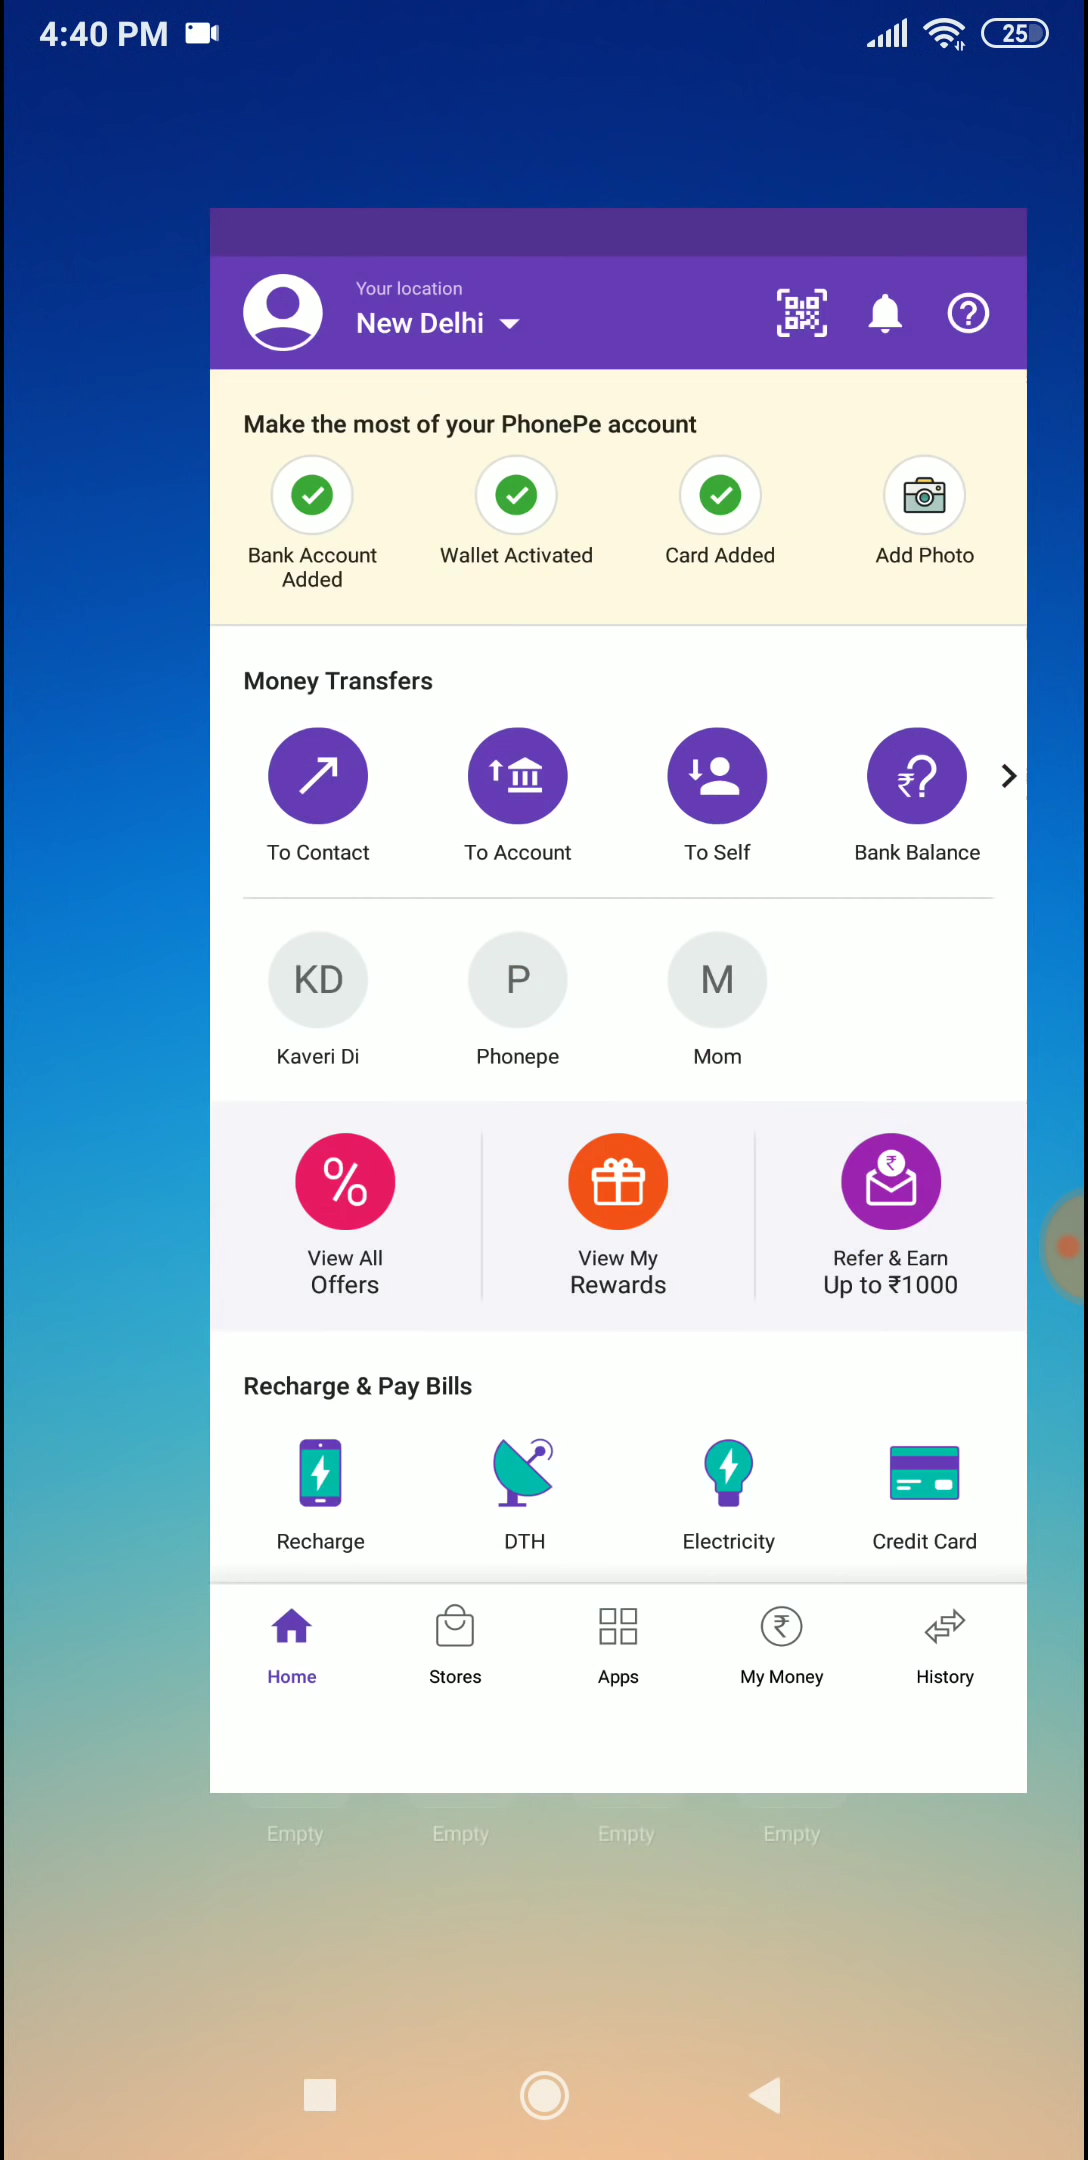 4:40 PM
25
Your location
New Delhi
Make the most of your PhonePe account
Bank Account
Added
Wallet Activated
Card Added
Add Photo
Money Transfers
To Contact
To Account
To Self
Bank Balance
KD
P
M
Kaveri Di
Phonepe
Mom
View All
Offers
View My
Rewards
Refer & Earn
Up to ₹1000
Recharge & Pay Bills
Recharge
DTH
Electricity
Credit Card
Home
Stores
Apps
My Money
History
Empty
Empty
Empty
Empty